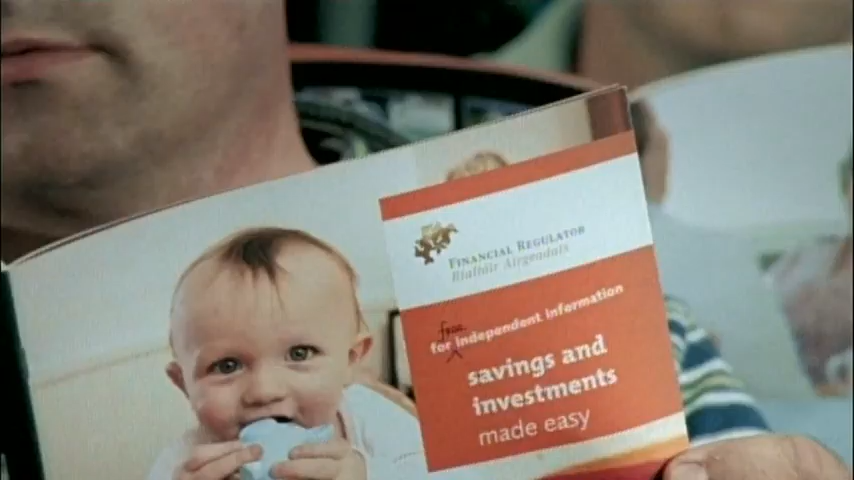 FINANCIAL REGULATOR
Rialtóir Airgeadais
free
for independent information
savings and
investments
made easy